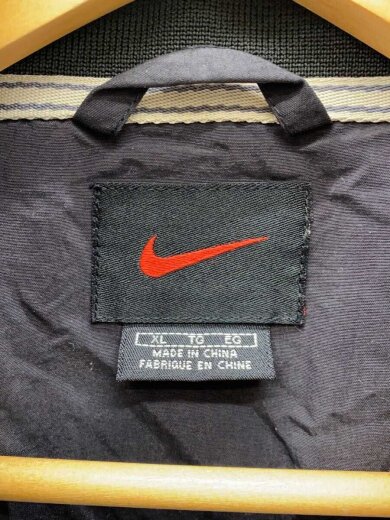 XL TG EG
MADE IN CHINA
FABRIQUE EN CHINE